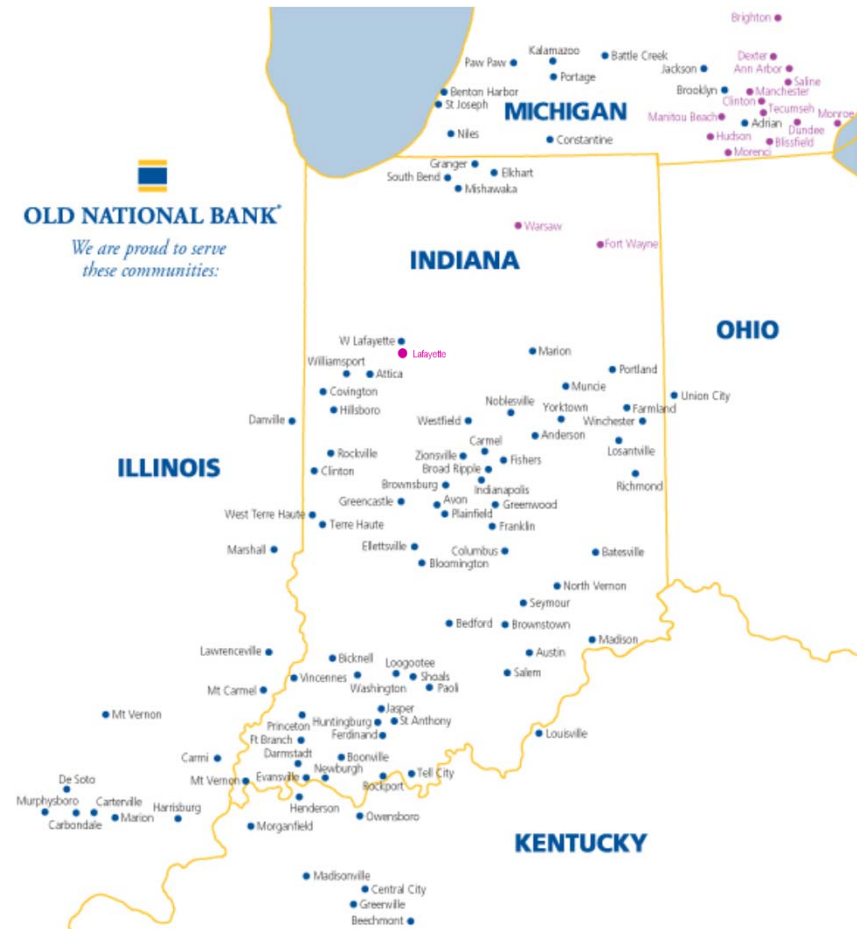 Brighton
Kalamazoo
Battle Creek
Dexter
Paw Paw
Jackson
Ann Arbor
Portage
Saline
Benton Harbor
Brooklyn
Manchester
St Joseph
Clinton
MICHIGAN
Tecumseh
Manitou Beach
Monroe
Adrian
Niles
Dundee
Constantine
Hudson
Blissfield
Morenci
Granger
Elkhart
South Bend
Mishawaka
OLD NATIONAL BANK®
We are proud to serve
these communities:
Warsaw
Fort Wayne
INDIANA
OHIO
W Lafayette
Lafayette
Marion
Williamsport
Attica
Portland
Covington
Muncie
Union City
Hillsboro
Noblesville
Yorktown
Farmland
Danville
Westfield
Winchester
Carmel
Anderson
Losantville
Rockville
Zionsville
Fishers
ILLINOIS
Clinton
Broad Ripple
Richmond
Brownsburg
Indianapolis
Greencastle
Avon
Greenwood
West Terre Haute
Plainfield
Terre Haute
Franklin
Marshall
Ellettsville
Columbus
Batesville
Bloomington
North Vernon
Seymour
Bedford
Brownstown
Madison
Lawrenceville
Bicknell
Loogootee
Austin
Vincennes
Shoals
Salem
Mt Carmel
Washington
Paoli
Mt Vernon
Jasper
Princeton
Huntingburg
St Anthony
Ft Branch
Ferdinand
Louisville
Carmi
Darmstadt
Boonville
De Soto
Mt Vernon
Evansville
Newburgh
Tell City
Rockport
Murphysboro
Carterville
Harrisburg
Henderson
Carbondale
Marion
Morganfield
Owensboro
KENTUCKY
Madisonville
Central City
Greenville
Beechmont